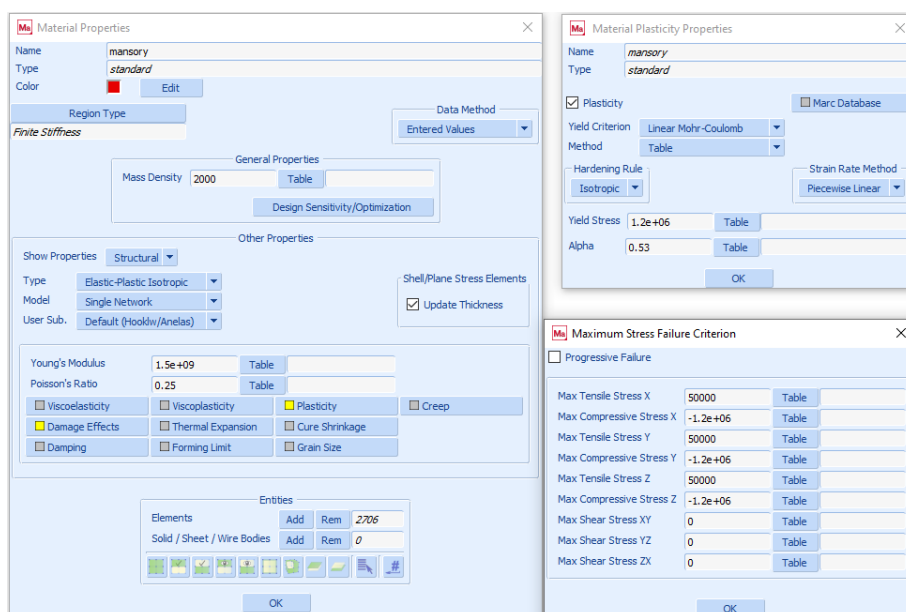 Material Properties
Name mansory
Type standard
Color Edit
Region Type
Finite Stiffness
Data Method
Entered Values
General Properties
Mass Density 2000 Table
Design Sensitivity/Optimization
Other Properties
Show Properties Structural
Type Elastic-Plastic Isotropic
Model Single Network
User Sub. Default (Hooklw/Anelas)
Shell/Plane Stress Elements
Update Thickness
Young's Modulus 1.5e+09 Table
Poisson's Ratio 0.25 Table
Viscoelasticity Viscoplasticity Plasticity Creep
Damage Effects Thermal Expansion Cure Shrinkage
Damping Forming Limit Grain Size
Entities
Elements Add Rem 2706
Solid / Sheet / Wire Bodies Add Rem 0
OK
Material Plasticity Properties
Name mansory
Type standard
Plasticity Marc Database
Yield Criterion Linear Mohr-Coulomb
Method Table
Hardening Rule Strain Rate Method
Isotropic Piecewise Linear
Yield Stress 1.2e+06 Table
Alpha 0.53 Table
OK
Maximum Stress Failure Criterion
Progressive Failure
Max Tensile Stress X 50000 Table
Max Compressive Stress X -1.2e+06 Table
Max Tensile Stress Y 50000 Table
Max Compressive Stress Y -1.2e+06 Table
Max Tensile Stress Z 50000 Table
Max Compressive Stress Z -1.2e+06 Table
Max Shear Stress XY 0 Table
Max Shear Stress YZ 0 Table
Max Shear Stress ZX 0 Table
OK